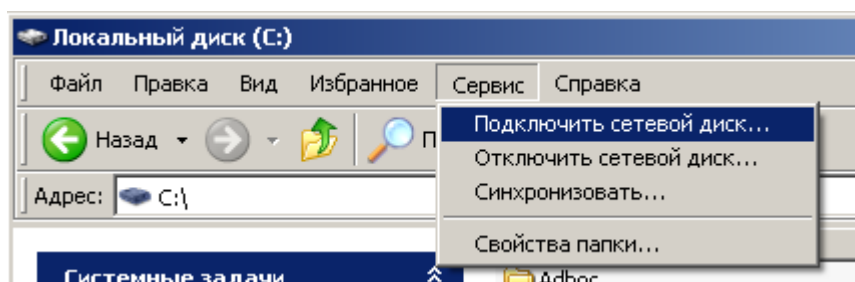 Локальный диск (C:)
Файл Правка Вид Избранное Сервис Справка
Назад
Подключить сетевой диск...
Отключить сетевой диск...
Синхронизовать...
Свойства папки...
Адрес: C:\
Системные задачи
Adhoc